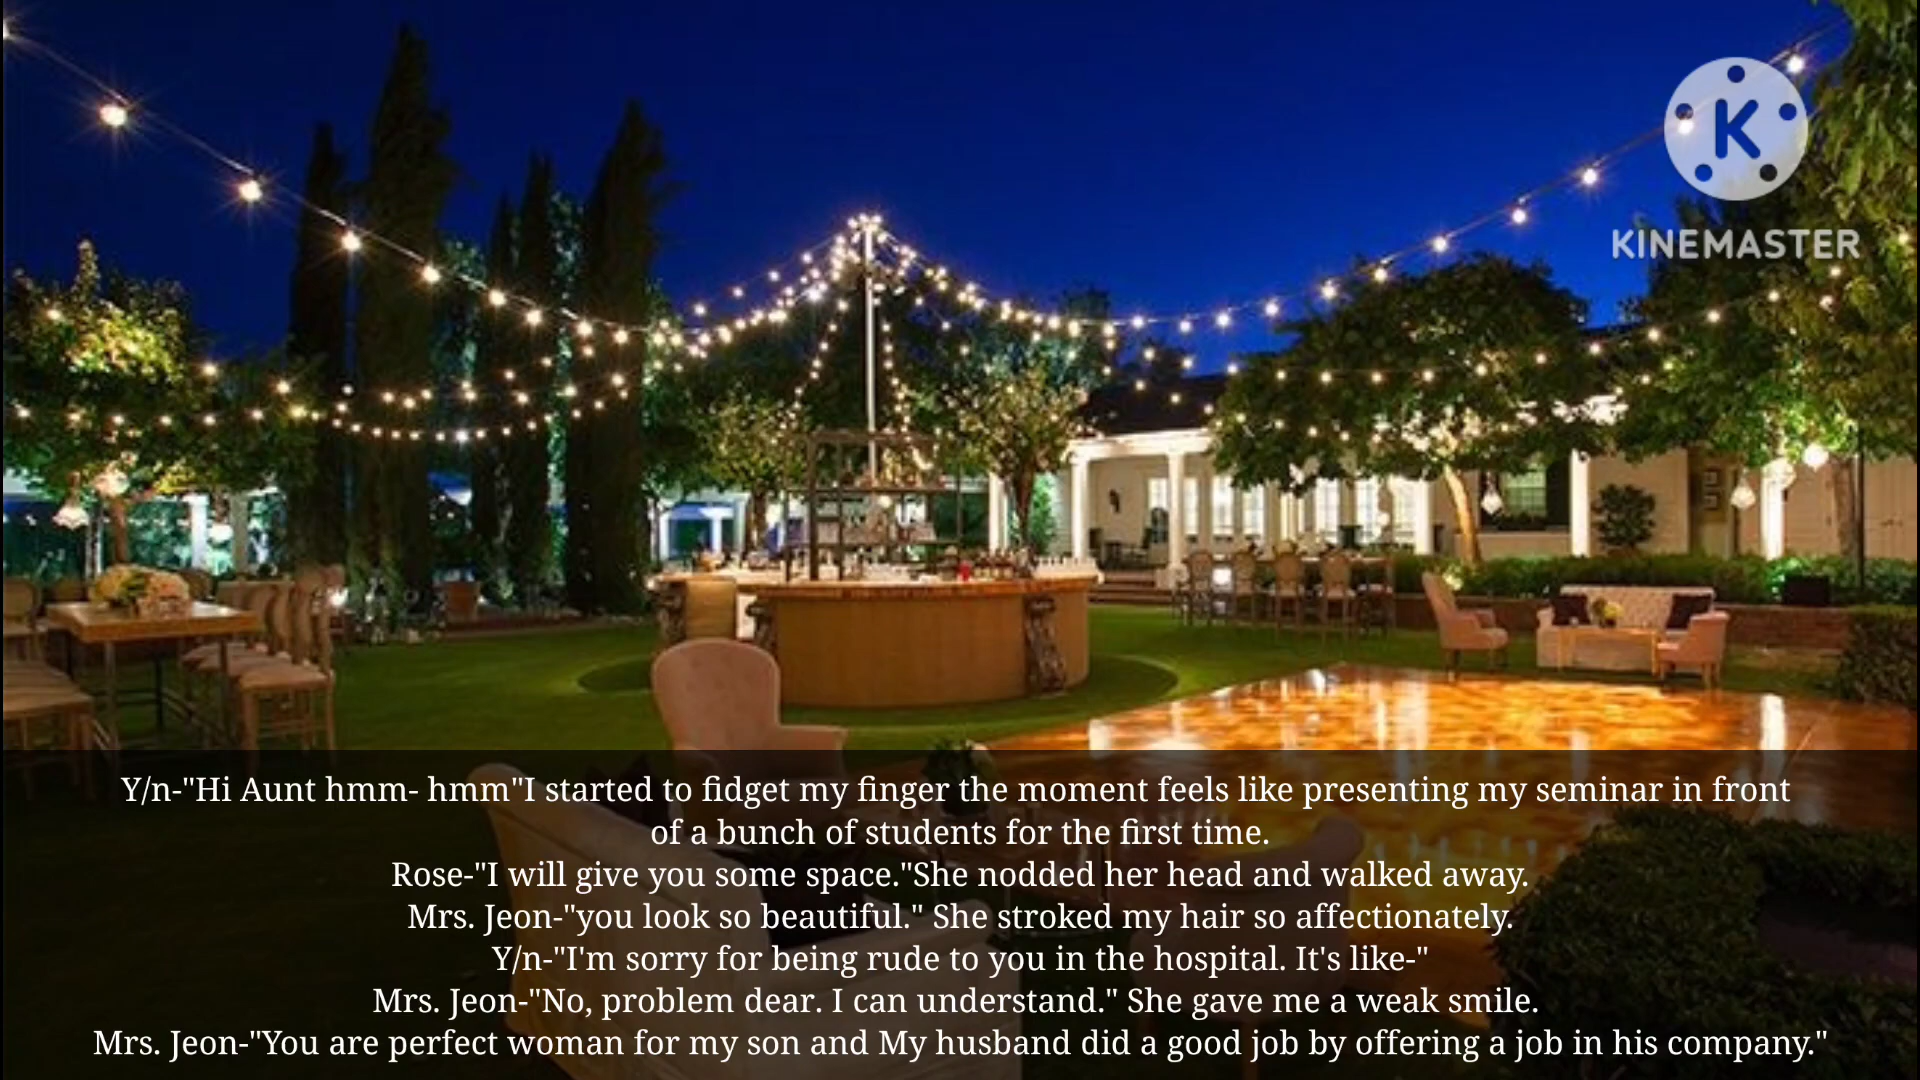 K
KINEMASTER
Y/n-"Hi Aunt hmm- hmm"I started to fidget my finger the moment feels like presenting my seminar in front
of a bunch of students for the first time.
Rose-"I will give you some space."She nodded her head and walked away.
Mrs. Jeon-"you look so beautiful." She stroked my hair so affectionately.
Y/n-"I'm sorry for being rude to you in the hospital. It's like-"
Mrs. Jeon-"No, problem dear. I can understand." She gave me a weak smile.
Mrs. Jeon-"You are perfect woman for my son and My husband did a good job by offering a job in his company."